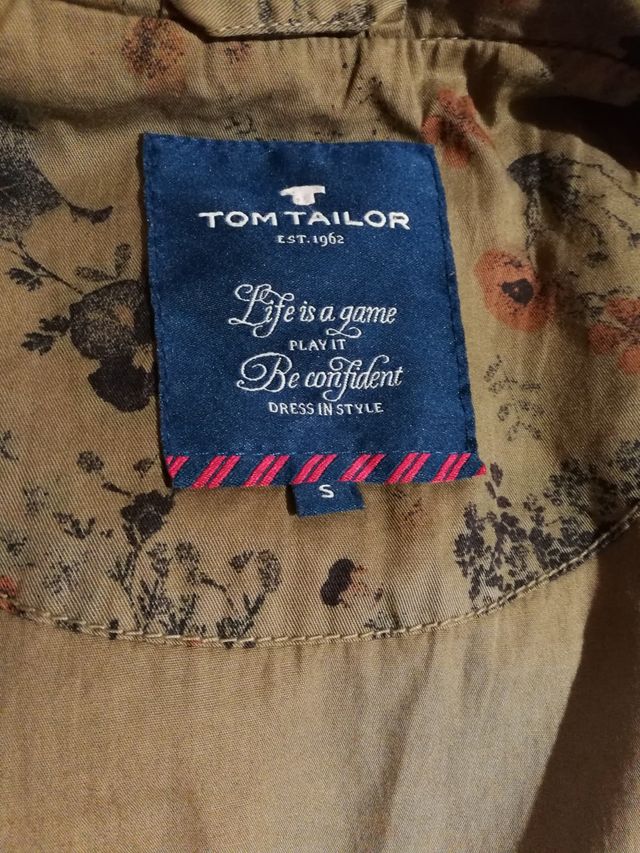 TOM TAILOR
EST. 1962
Life is a game
PLAY IT
Be confident
DRESS IN STYLE
S